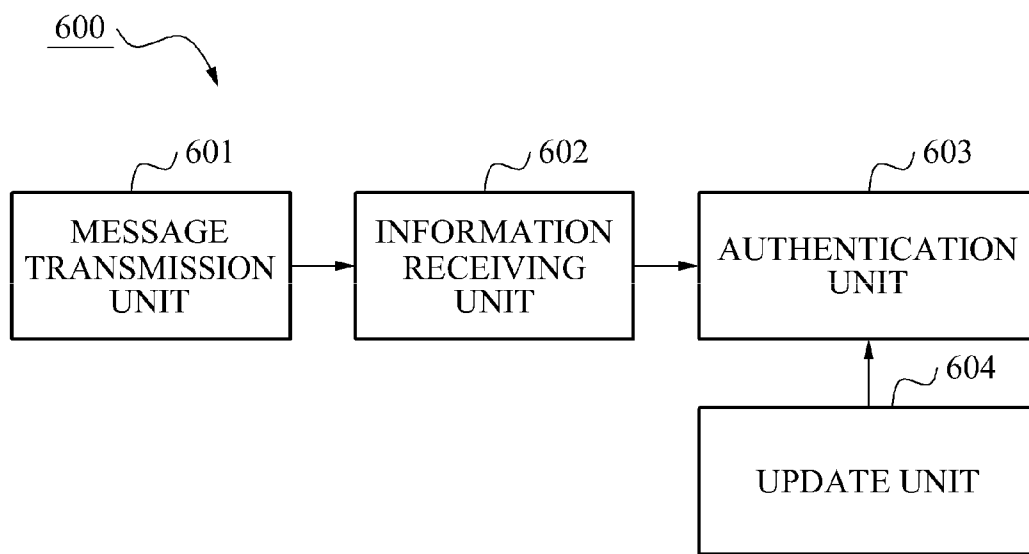 600
601
602
603
MESSAGE
TRANSMISSION
UNIT
INFORMATION
RECEIVING
UNIT
AUTHENTICATION
UNIT
604
UPDATE UNIT